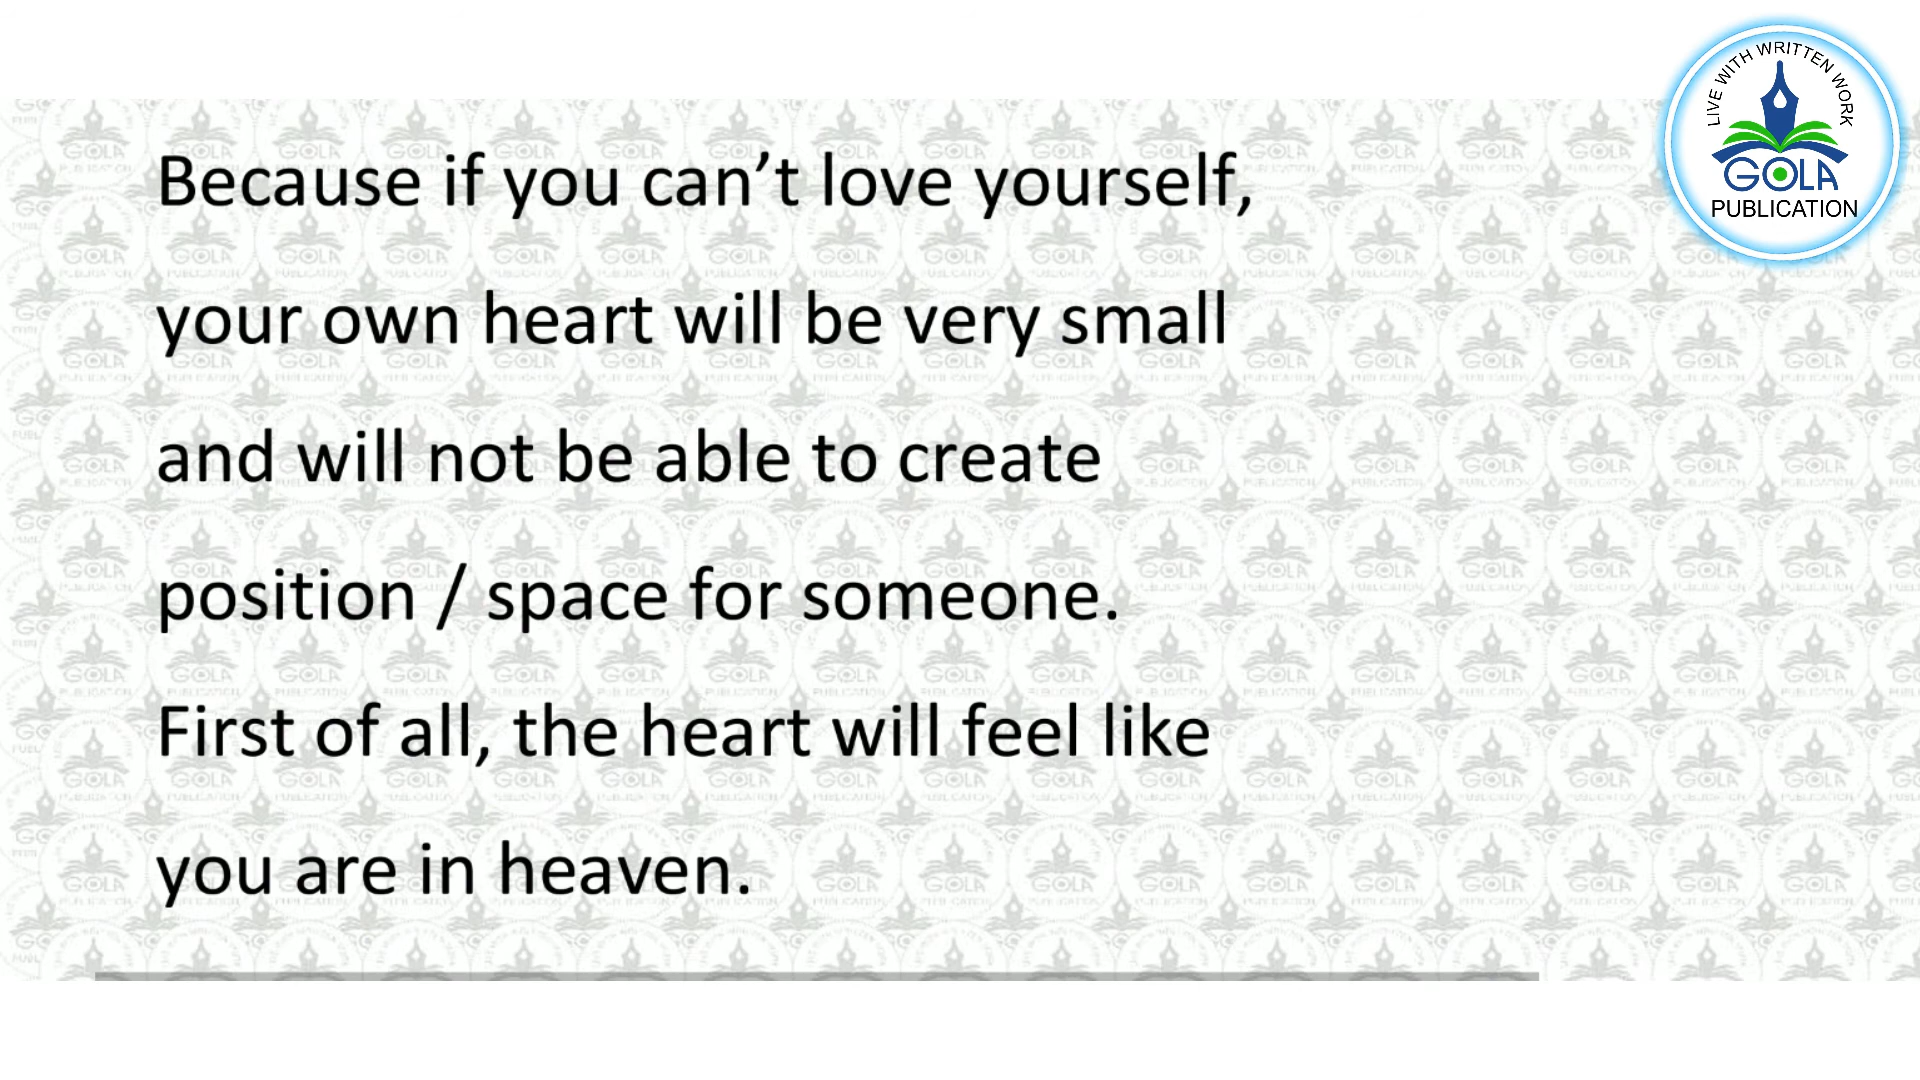 Because if you can’t love yourself,
your own heart will be very small
and will not be able to create
position / space for someone.
First of all, the heart will feel like
you are in heaven.
LIVE WITH WRITTEN WORK
GOLA
PUBLICATION